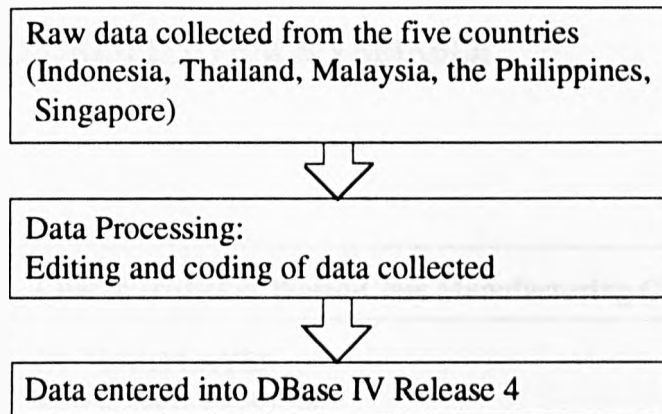 Raw data collected from the five countries
(Indonesia, Thailand, Malaysia, the Philippines,
Singapore)
Data Processing:
Editing and coding of data collected
Data entered into DBase IV Release 4